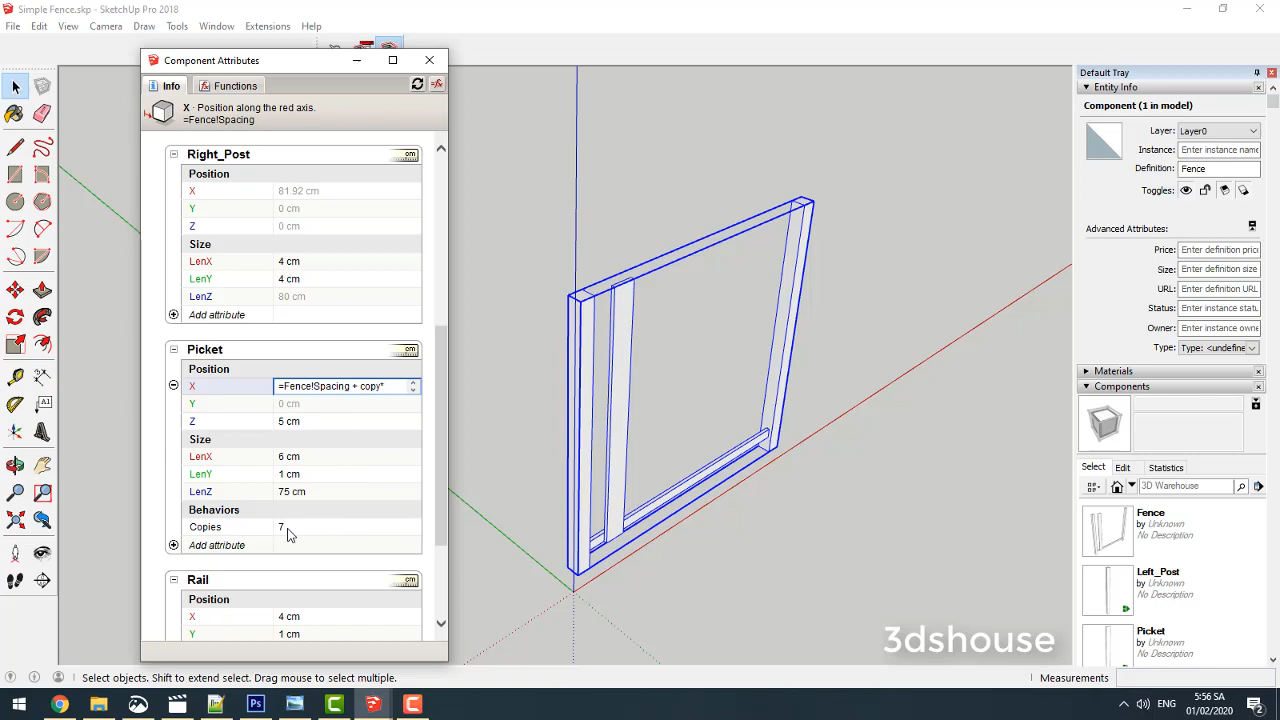 Simple Fence.skp - SketchUp Pro 2018
File Edit View Camera Draw Tools Window Extensions Help
Component Attributes
Info
Functions
X - Position along the red axis.
=Fence!Spacing
Right_Post
Position
X 81.92 cm
Y 0 cm
Z 0 cm
Size
LenX 4 cm
LenY 4 cm
LenZ 80 cm
Add attribute
Picket
Position
X =Fence!Spacing + copy*
Y 0 cm
Z 5 cm
Size
LenX 6 cm
LenY 1 cm
LenZ 75 cm
Behaviors
Copies 7
Add attribute
Rail
Position
X 4 cm
Y 1 cm
cm
cm
cm
Default Tray
Entity Info
Component (1 in model)
Layer: Layer0
Instance: Enter instance name
Definition: Fence
Toggles:
Advanced Attributes:
Price: Enter definition pric
Size: Enter definition size
URL: Enter definition URL
Status: Enter instance statu
Owner: Enter instance owne
Type: Type: <undefine
Materials
Components
Select Edit Statistics
3D Warehouse
Fence
by Unknown
No Description
Left_Post
by Unknown
No Description
Picket
by Unknown
No Description
3dshouse
Select objects. Shift to extend select. Drag mouse to select multiple.
Measurements
ENG
5:56 SA
01/02/2020
2